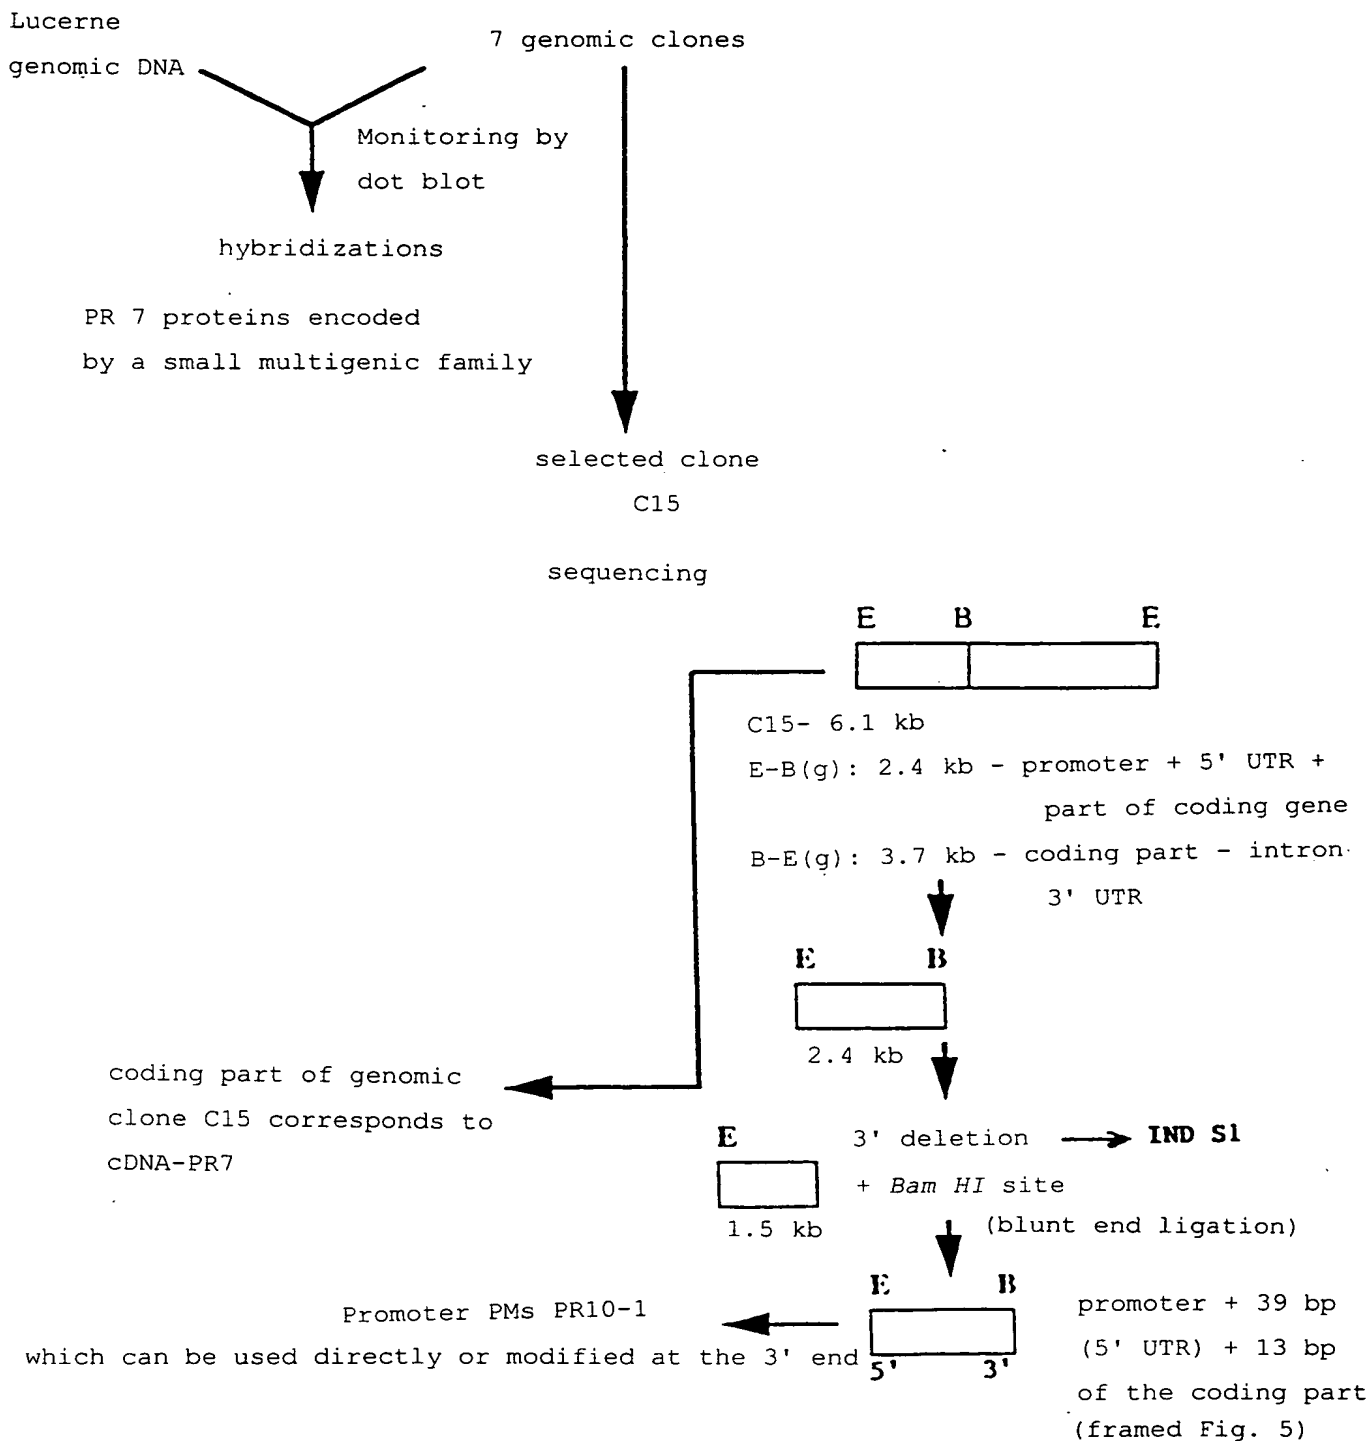 Lucerne
genomic DNA
7 genomic clones
Monitoring by
dot blot
hybridizations
PR 7 proteins encoded
by a small multigenic family
selected clone
C15
sequencing
E B E
C15- 6.1 kb
E-B(g): 2.4 kb - promoter + 5' UTR +
part of coding gene
B-E(g): 3.7 kb - coding part - intron
3' UTR
E B
2.4 kb
coding part of genomic
clone C15 corresponds to
cDNA-PR7
E
1.5 kb
3' deletion
IND S1
+ Bam HI site
(blunt end ligation)
E B
5' 3'
promoter + 39 bp
(5' UTR) + 13 bp
of the coding part
(framed Fig. 5)
Promoter PMs PR10-1
which can be used directly or modified at the 3' end